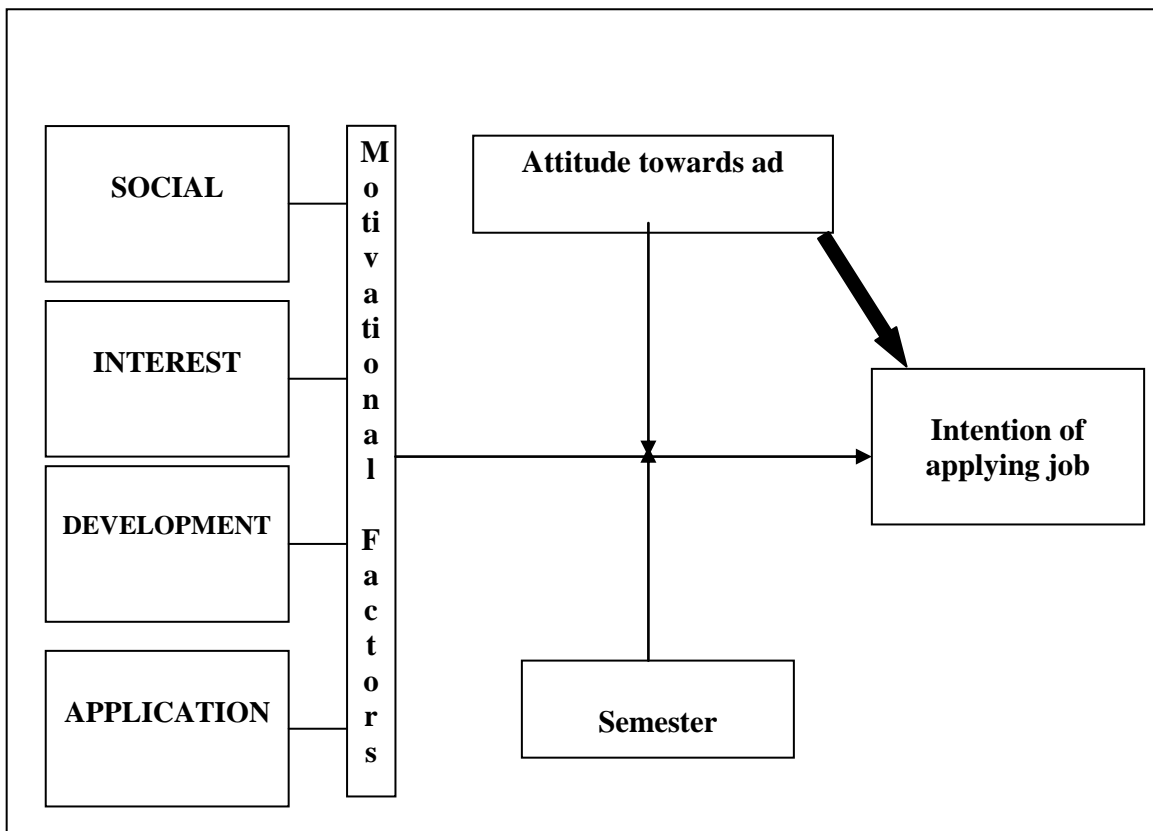 SOCIAL
INTEREST
DEVELOPMENT
APPLICATION
M
o
ti
v
a
ti
o
n
a
l
F
a
c
t
o
r
s
Attitude towards ad
Semester
Intention of
applying job